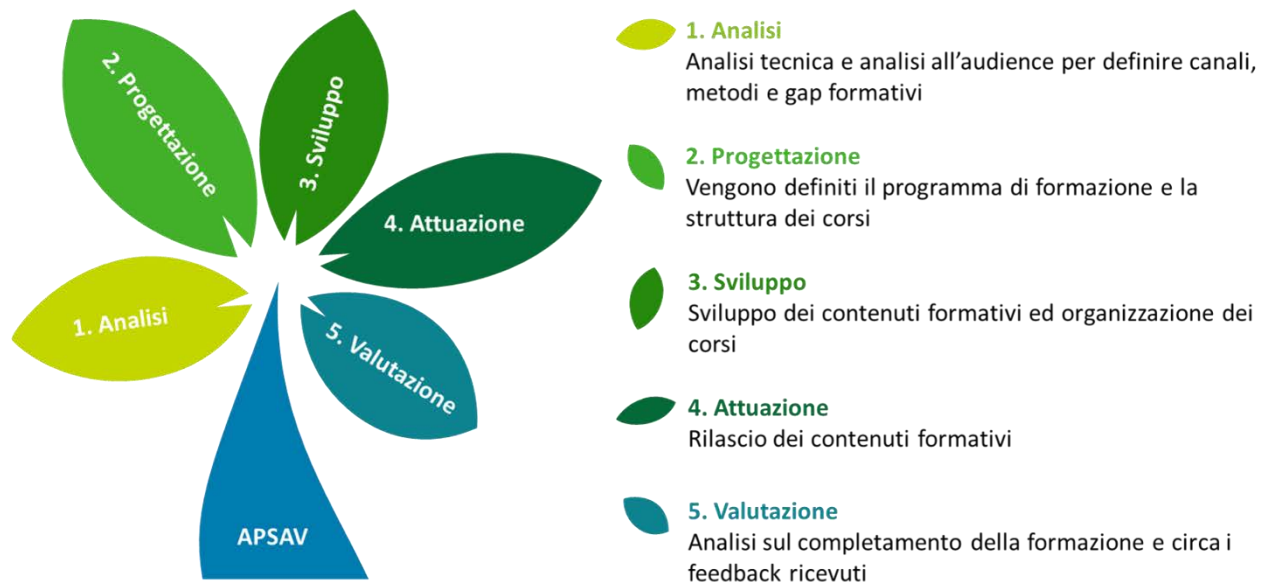 2. Progettazione
3. Sviluppo
4. Attuazione
1. Analisi
5. Valutazione
APSAV
1. Analisi
Analisi tecnica e analisi all’audience per definire canali,
metodi e gap formativi
2. Progettazione
Vengono definiti il programma di formazione e la
struttura dei corsi
3. Sviluppo
Sviluppo dei contenuti formativi ed organizzazione dei
corsi
4. Attuazione
Rilascio dei contenuti formativi
5. Valutazione
Analisi sul completamento della formazione e circa i
feedback ricevuti